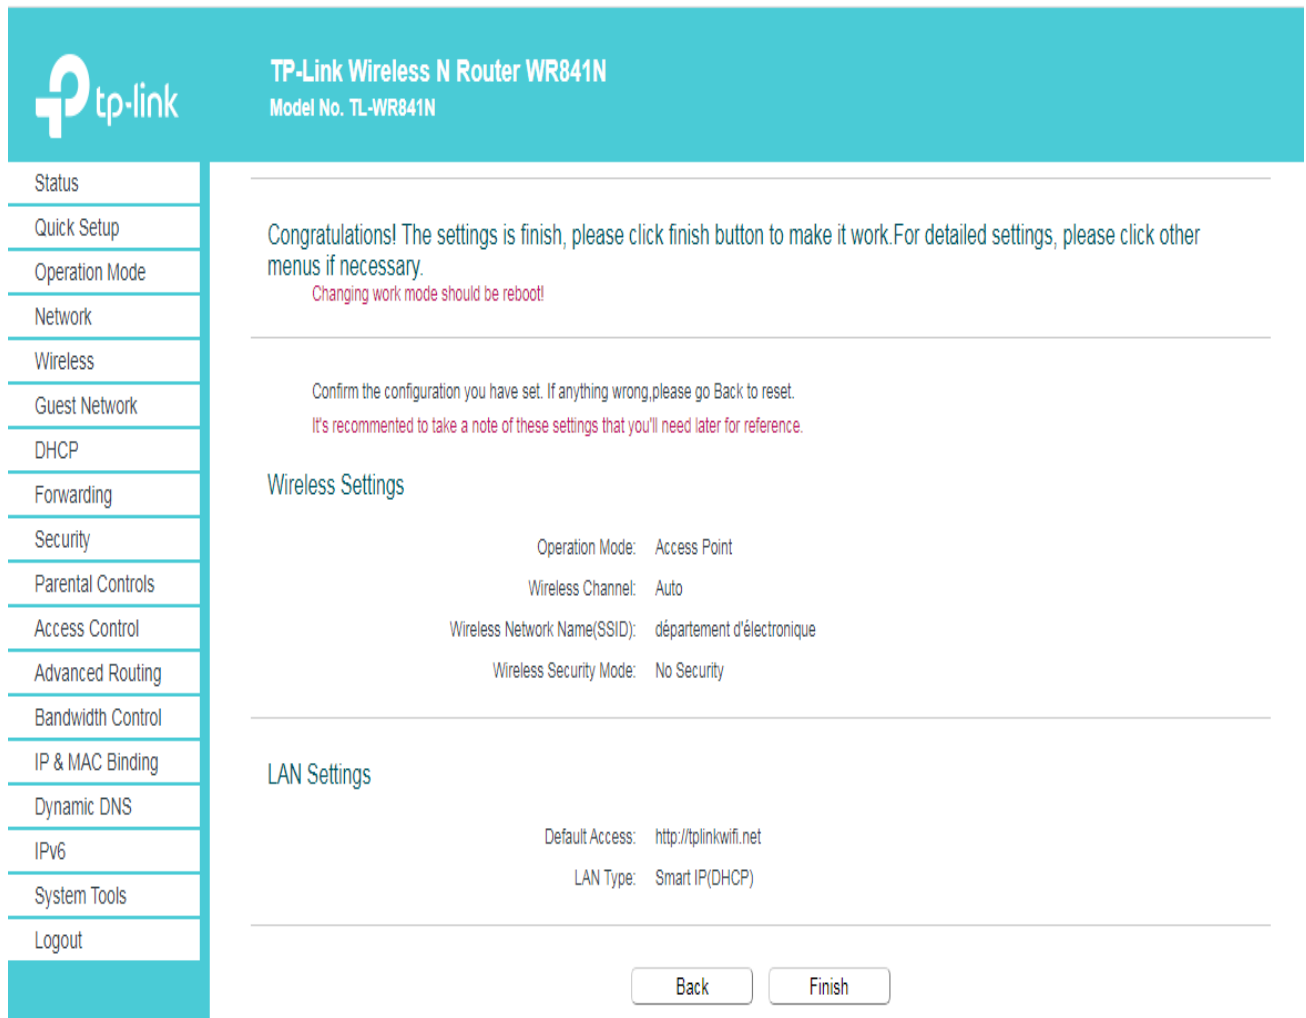 tp-link
TP-Link Wireless N Router WR841N
Model No. TL-WR841N
Status
Quick Setup
Operation Mode
Network
Wireless
Guest Network
DHCP
Forwarding
Security
Parental Controls
Access Control
Advanced Routing
Bandwidth Control
IP & MAC Binding
Dynamic DNS
IPv6
System Tools
Logout
Congratulations! The settings is finish, please click finish button to make it work.For detailed settings, please click other
menus if necessary.
Changing work mode should be reboot!
Confirm the configuration you have set. If anything wrong,please go Back to reset.
It's recommented to take a note of these settings that you'll need later for reference.
Wireless Settings
Operation Mode: Access Point
Wireless Channel: Auto
Wireless Network Name(SSID): département d'électronique
Wireless Security Mode: No Security
LAN Settings
Default Access: http://tplinkwifi.net
LAN Type: Smart IP(DHCP)
Back Finish